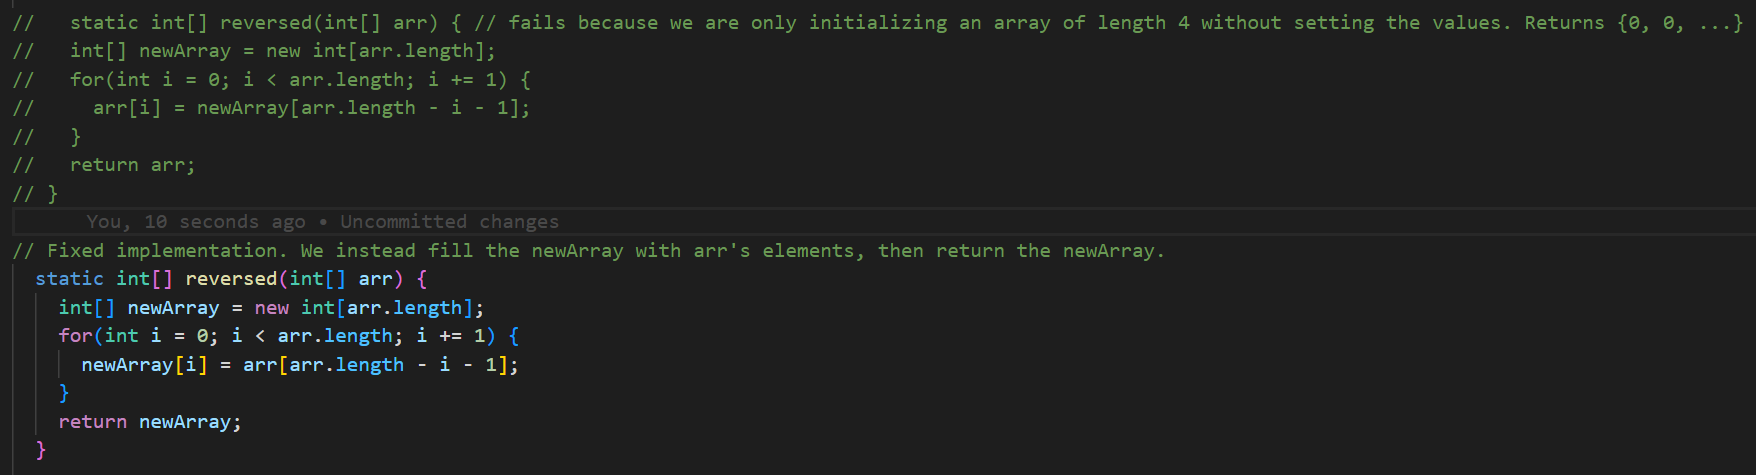 //   static int[] reversed(int[] arr) { // fails because we are only initializing an array of length 4 without setting the values. Returns {0, 0, ...}
//   int[] newArray = new int[arr.length];
//   for(int i = 0; i < arr.length; i += 1) {
//     arr[i] = newArray[arr.length - i - 1];
//   }
//   return arr;
// }
You, 10 seconds ago • Uncommitted changes
// Fixed implementation. We instead fill the newArray with arr's elements, then return the newArray.
  static int[] reversed(int[] arr) {
    int[] newArray = new int[arr.length];
    for(int i = 0; i < arr.length; i += 1) {
      newArray[i] = arr[arr.length - i - 1];
    }
    return newArray;
  }